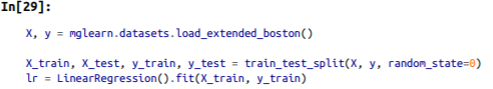 In[29]:
X, y = mglearn.datasets.load_extended_boston()
X_train, X_test, y_train, y_test = train_test_split(X, y, random_state=0)
lr = LinearRegression().fit(X_train, y_train)